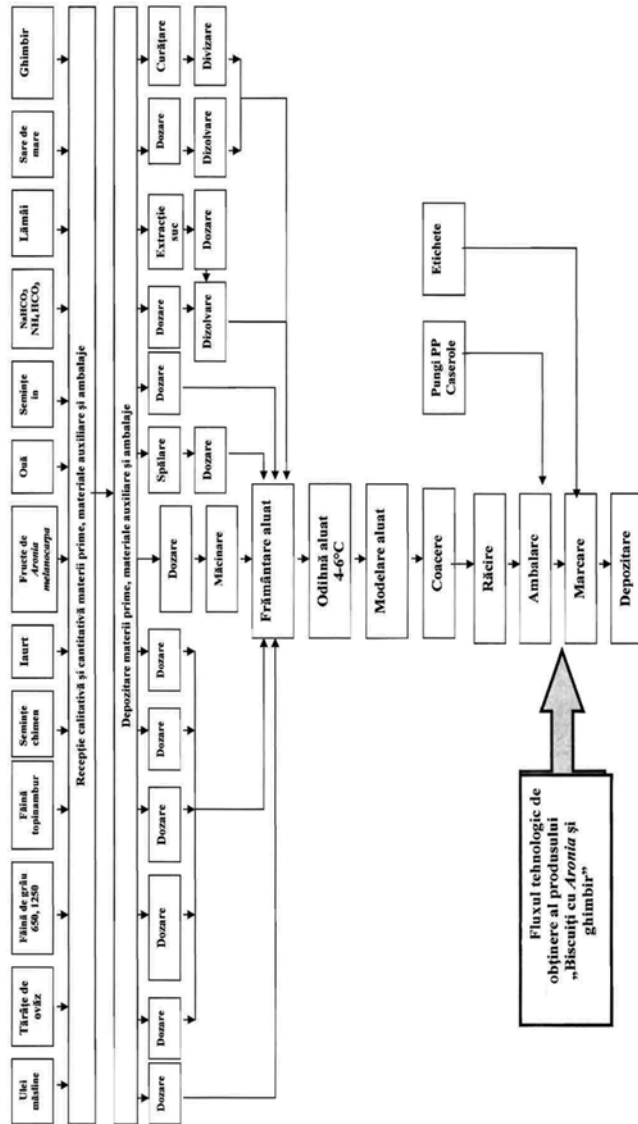 Ulei
măsline
Tărâțe de
ovăz
Făină de grâu
650, 1250
Făină
topinambur
Semințe
chimen
Iaurt
Fructe de
Aronia
melanocarpa
Ouă
Semințe
in
NaHCO3
NH4HCO3
Lămâi
Sare de
mare
Ghimbir
Recepție calitativă și cantitativă materii prime, materiale auxiliare și ambalaje
Depozitare materii prime, materiale auxiliare și ambalaje
Dozare
Dozare
Dozare
Dozare
Dozare
Dozare
Dozare
Spălare
Dozare
Dozare
Extracție
suc
Dozare
Curățare
Măcinare
Dozare
Dizolvare
Dozare
Dizolvare
Divizare
Frământare aluat
Odihnă aluat
4-6°C
Modelare aluat
Coacere
Răcire
Ambalare
Marcare
Depozitare
Pungi PP
Caserole
Etichete
Fluxul tehnologic de
obținere al produsului
„Biscuiți cu Aronia și
ghimbir”